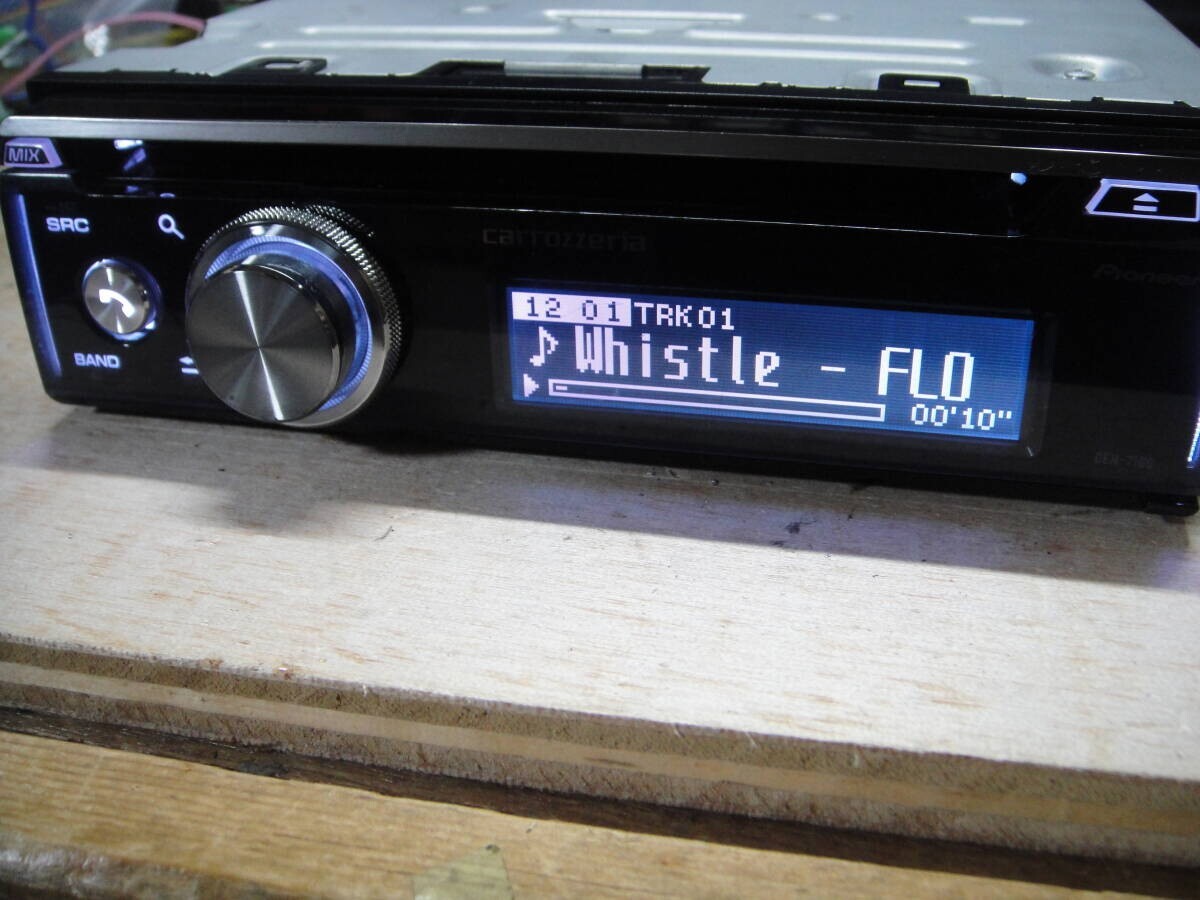 MIX
SRC
carrozzeria
Pioneer
12 01 TRK01
Whistle - FLO
BAND
00'10"